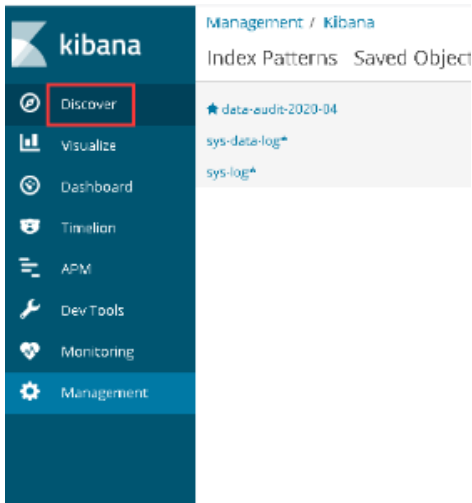 kibana
Discover
Visualize
Dashboard
Timelion
APM
Dev Tools
Monitoring
Management
Management / Kibana
Index Patterns Saved Object
data-audit-2020-04
sys-data-log*
sys-log*